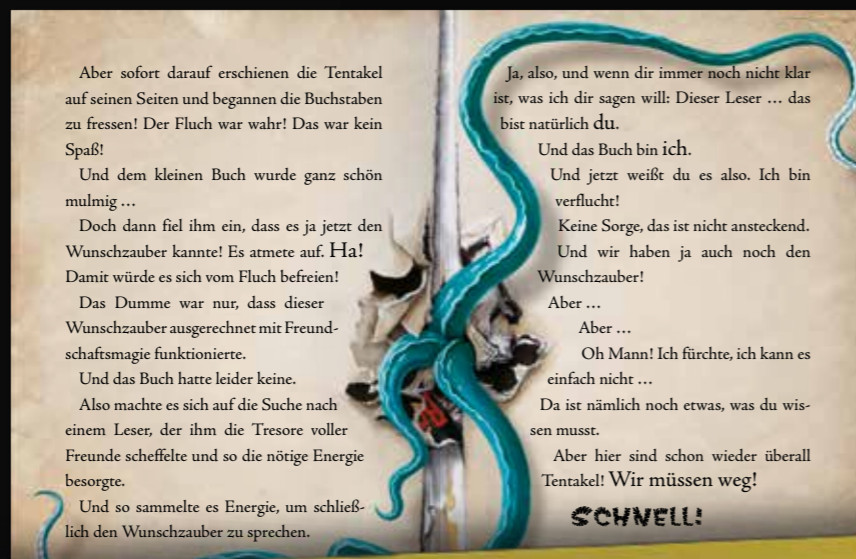 Aber sofort darauf erschienen die Tentakel
auf seinen Seiten und begannen die Buchstaben
zu fressen! Der Fluch war wahr! Das war kein
Spaß!
Und dem kleinen Buch wurde ganz schön
mulmig …
Doch dann fiel ihm ein, dass es ja jetzt den
Wunschzauber kannte! Es atmete auf. Ha!
Damit würde es sich vom Fluch befreien!
Das Dumme war nur, dass dieser
Wunschzauber ausgerechnet mit Freund-
schaftsmagie funktionierte.
Und das Buch hatte leider keine.
Also machte es sich auf die Suche nach
einem Leser, der ihm die Tresore voller
Freunde scheffelte und so die nötige Energie
besorgte.
Und so sammelte es Energie, um schließ-
lich den Wunschzauber zu sprechen.
Ja, also, und wenn dir immer noch nicht klar
ist, was ich dir sagen will: Dieser Leser … das
bist natürlich du.
Und das Buch bin ich.
Und jetzt weißt du es also. Ich bin
verflucht!
Keine Sorge, das ist nicht ansteckend.
Und wir haben ja auch noch den
Wunschzauber!
Aber …
Aber …
Oh Mann! Ich fürchte, ich kann es
einfach nicht …
Da ist nämlich noch etwas, was du wis-
sen musst.
Aber hier sind schon wieder überall
Tentakel! Wir müssen weg!
SCHNELL!